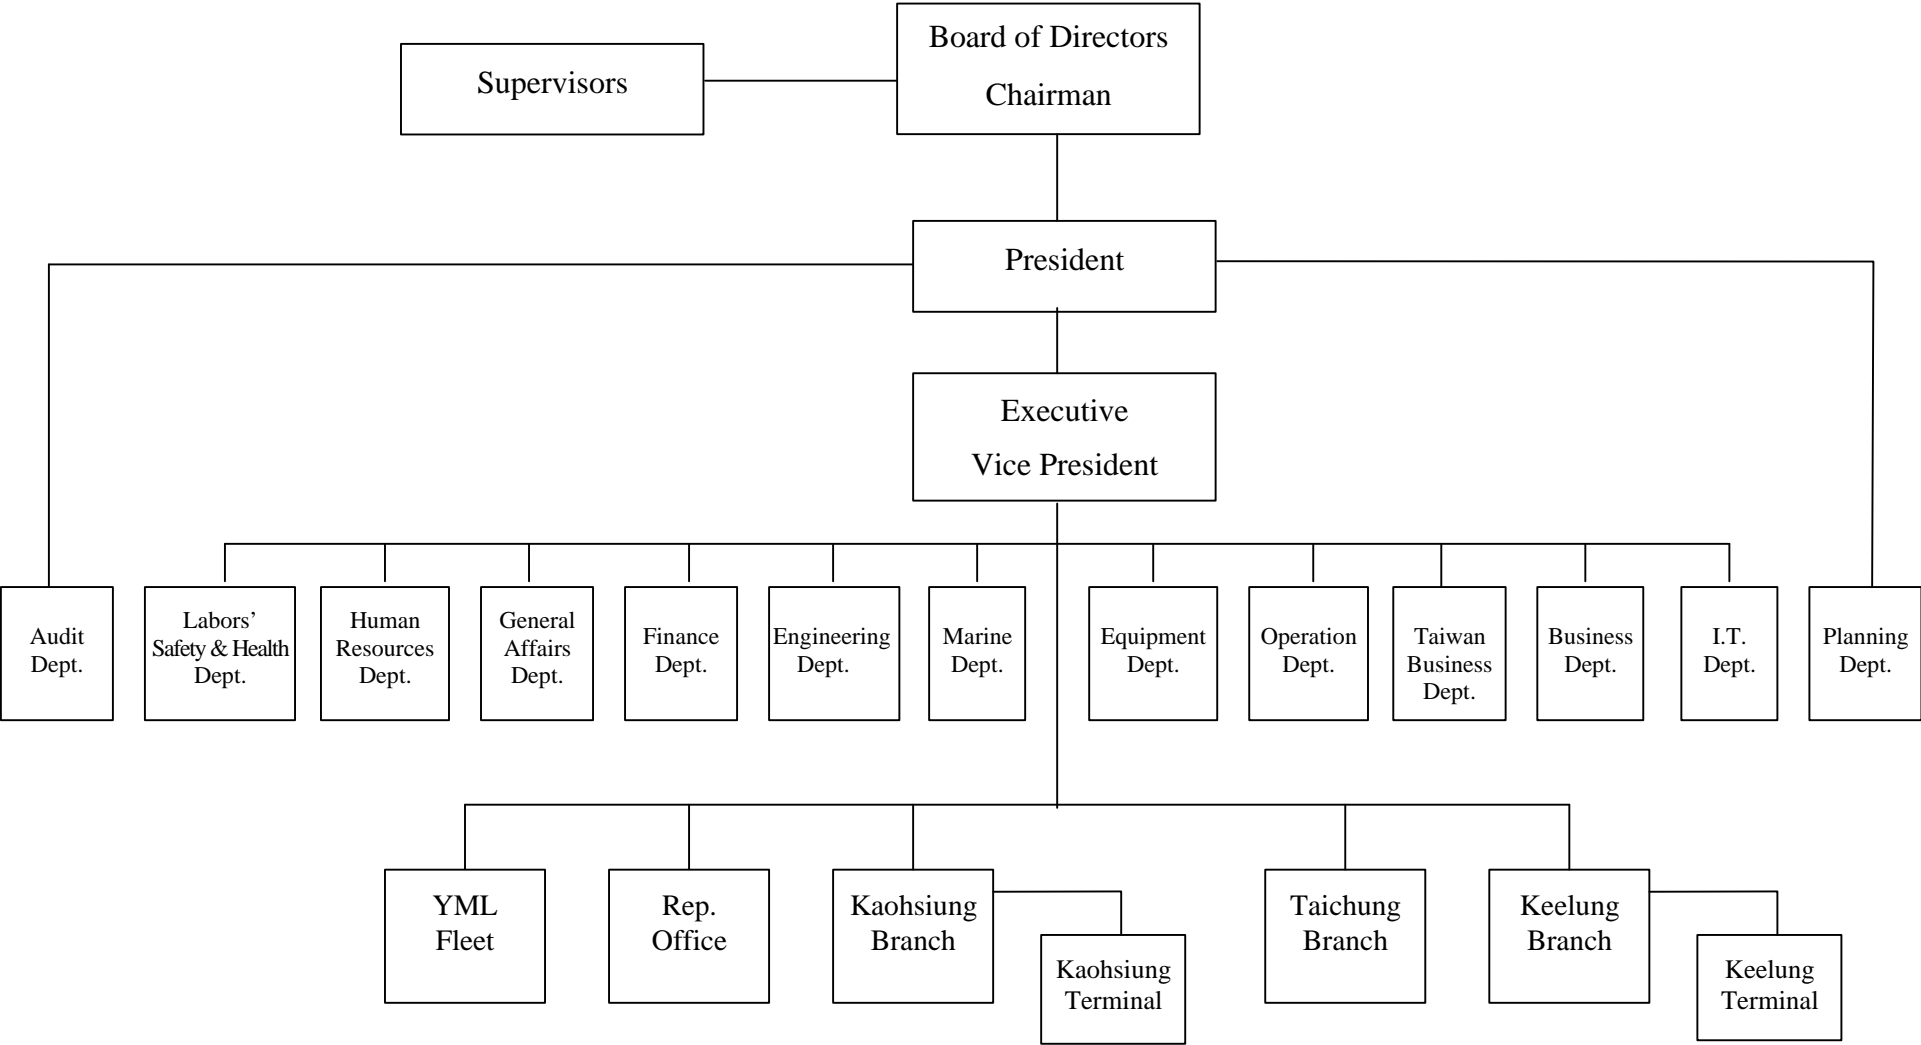 Board of Directors
Chairman
Supervisors
President
Executive
Vice President
Audit
Dept.
Labors’
Safety & Health
Dept.
Human
Resources
Dept.
General
Affairs
Dept.
Finance
Dept.
Engineering
Dept.
Marine
Dept.
Equipment
Dept.
Operation
Dept.
Taiwan
Business
Dept.
Business
Dept.
I.T.
Dept.
Planning
Dept.
YML
Fleet
Rep.
Office
Kaohsiung
Branch
Kaohsiung
Terminal
Taichung
Branch
Keelung
Branch
Keelung
Terminal